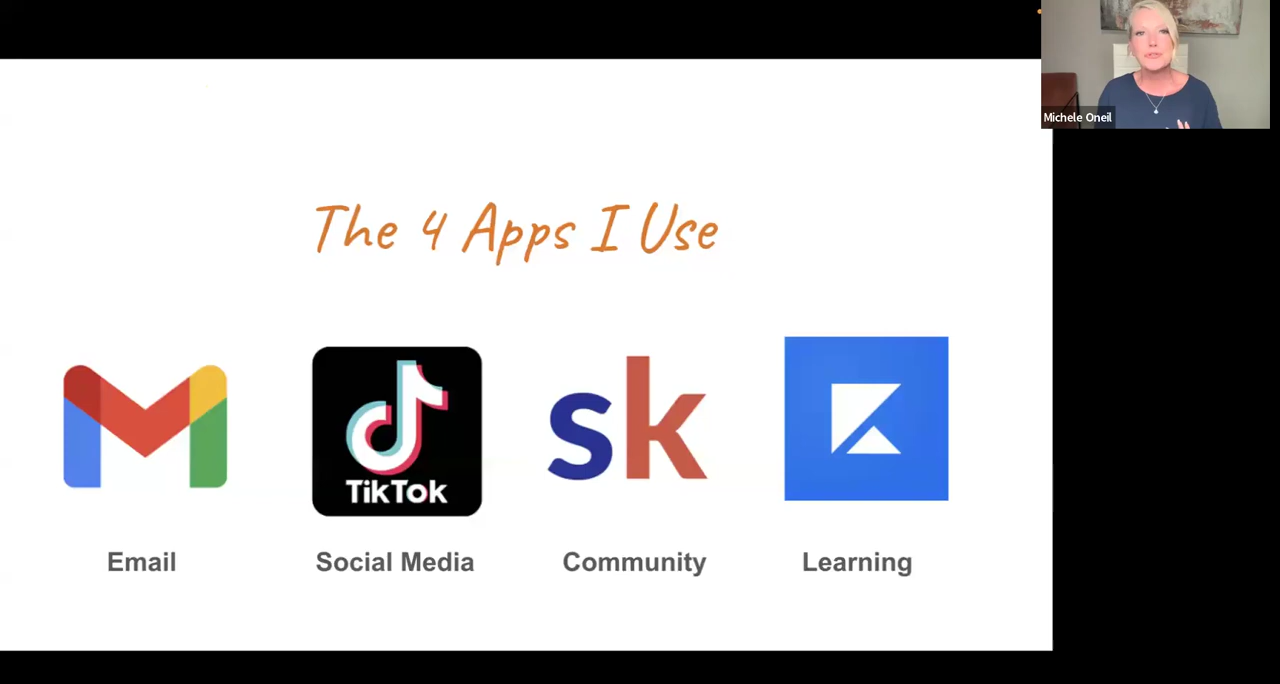 Michele Oneil
The 4 Apps I Use
TikTok
sk
Email
Social Media
Community
Learning